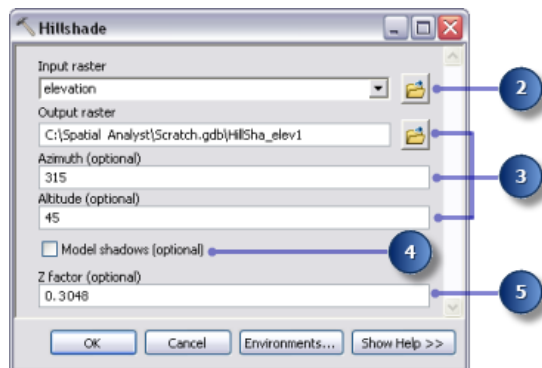 Hillshade
Input raster
elevation
2
Output raster
C:\Spatial Analyst\Scratch.gdb\HillSha_elev1
Azimuth (optional)
315
3
Altitude (optional)
45
Model shadows (optional)
4
Z factor (optional)
0.3048
5
OK Cancel Environments... Show Help >>